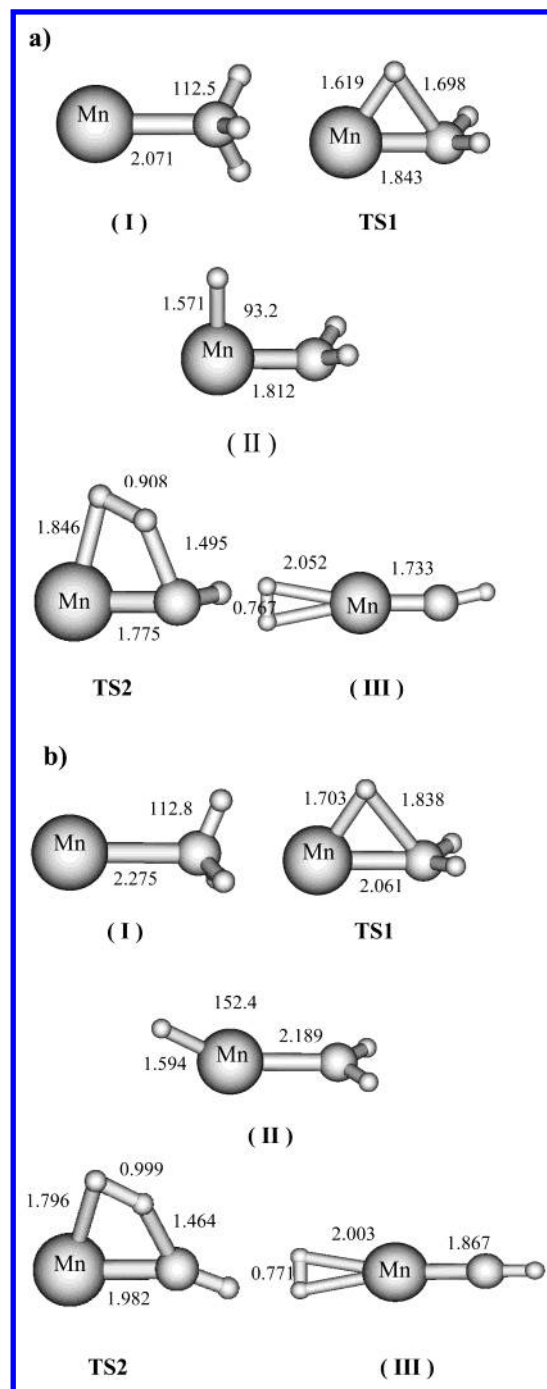 a)
112.5
Mn
2.071
1.619
1.698
Mn
1.843
( I )
TS1
1.571
93.2
Mn
1.812
( II )
0.908
1.846
1.495
Mn
1.775
2.052
1.733
0.767
Mn
TS2
( III )
b)
112.8
Mn
2.275
1.703
1.838
Mn
2.061
( I )
TS1
152.4
Mn
2.189
1.594
( II )
0.999
1.796
1.464
Mn
1.982
2.003
1.867
0.771
Mn
TS2
( III )